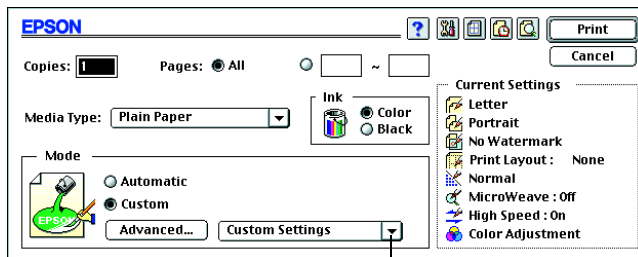 EPSON
? Print
Cancel
Copies: 1 Pages: All ~
Media Type: Plain Paper
Ink
Color
Black
Mode
Automatic
Custom
EPSON
Advanced... Custom Settings
Current Settings
Letter
Portrait
No Watermark
Print Layout : None
Normal
MicroWeave : Off
High Speed : On
Color Adjustment